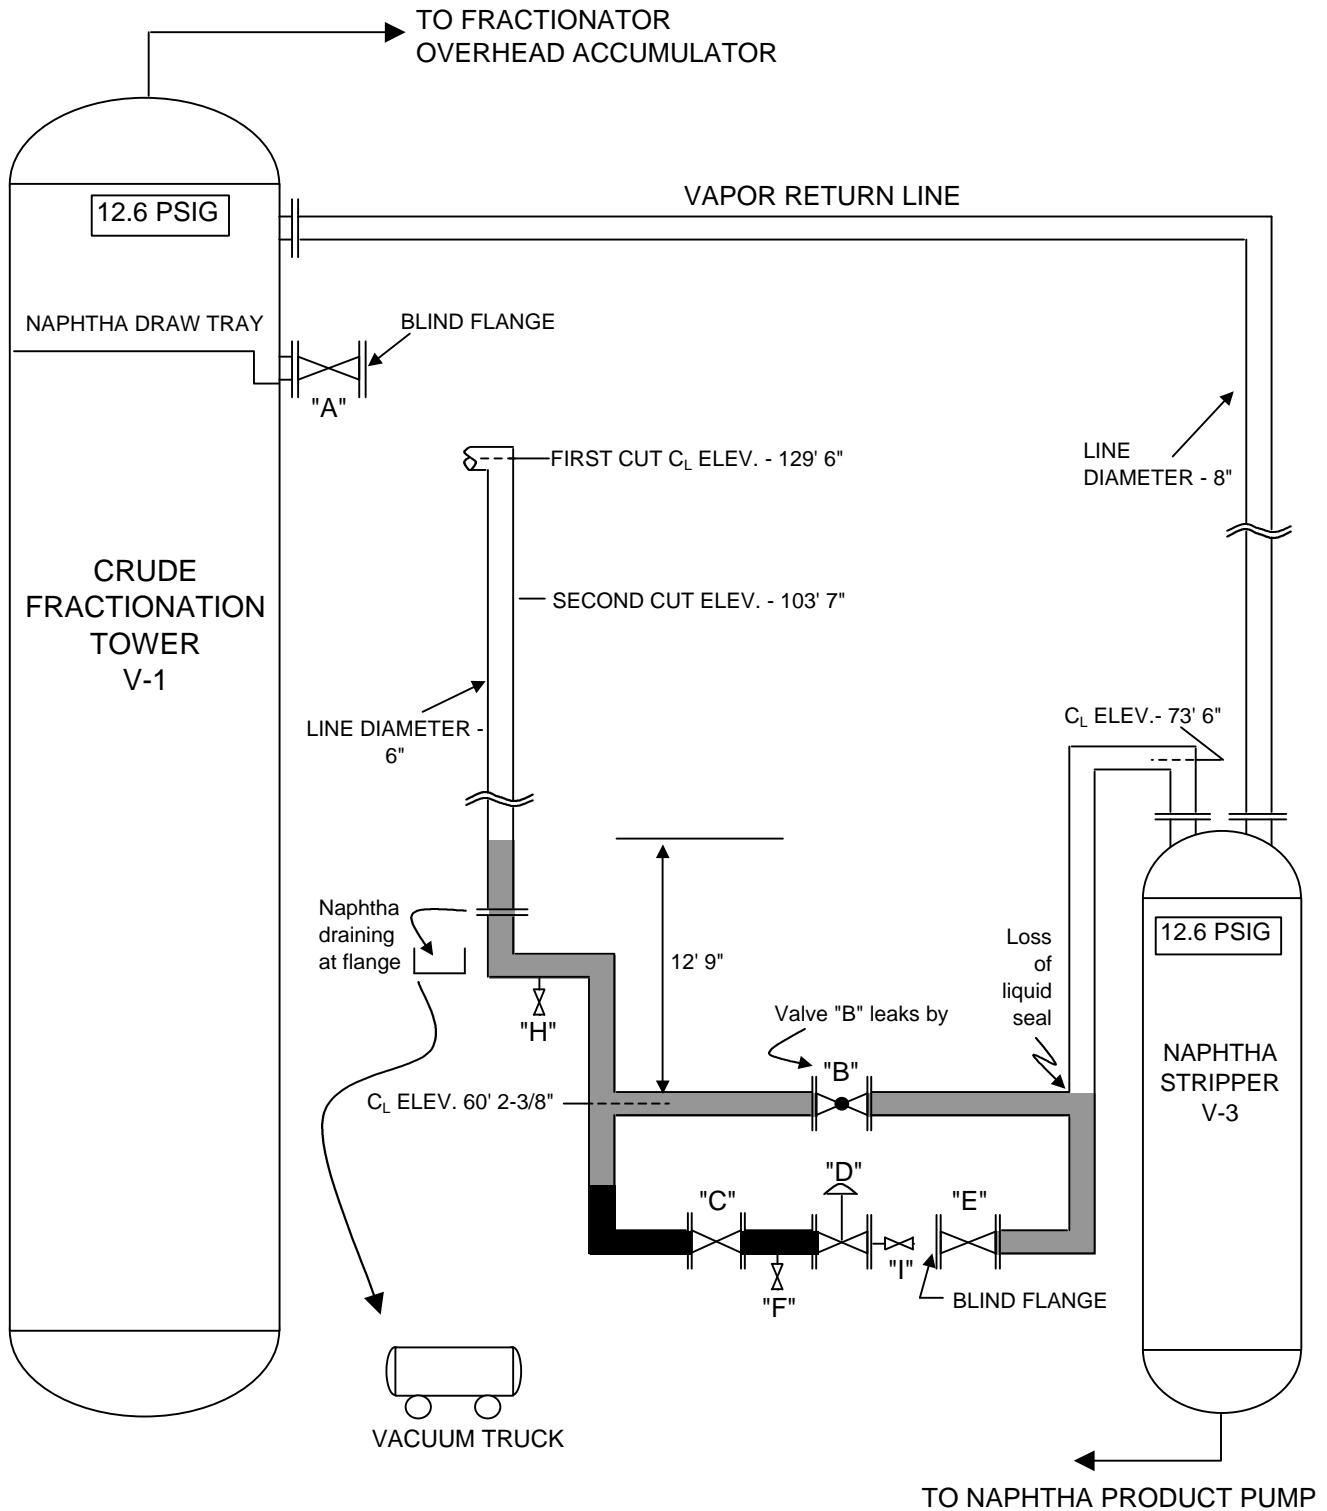 TO FRACTIONATOR
OVERHEAD ACCUMULATOR
12.6 PSIG
VAPOR RETURN LINE
NAPHTHA DRAW TRAY
BLIND FLANGE
"A"
FIRST CUT CL ELEV. - 129' 6"
LINE
DIAMETER - 8"
CRUDE
FRACTIONATION
TOWER
V-1
SECOND CUT ELEV. - 103' 7"
LINE DIAMETER -
6"
CL ELEV.- 73' 6"
Naphtha
draining
at flange
12' 9"
Loss
of
liquid
seal
12.6 PSIG
"H"
Valve "B" leaks by
"B"
NAPHTHA
STRIPPER
V-3
CL ELEV. 60' 2-3/8"
"C"
"D"
"E"
"F"
"I"
BLIND FLANGE
VACUUM TRUCK
TO NAPHTHA PRODUCT PUMP